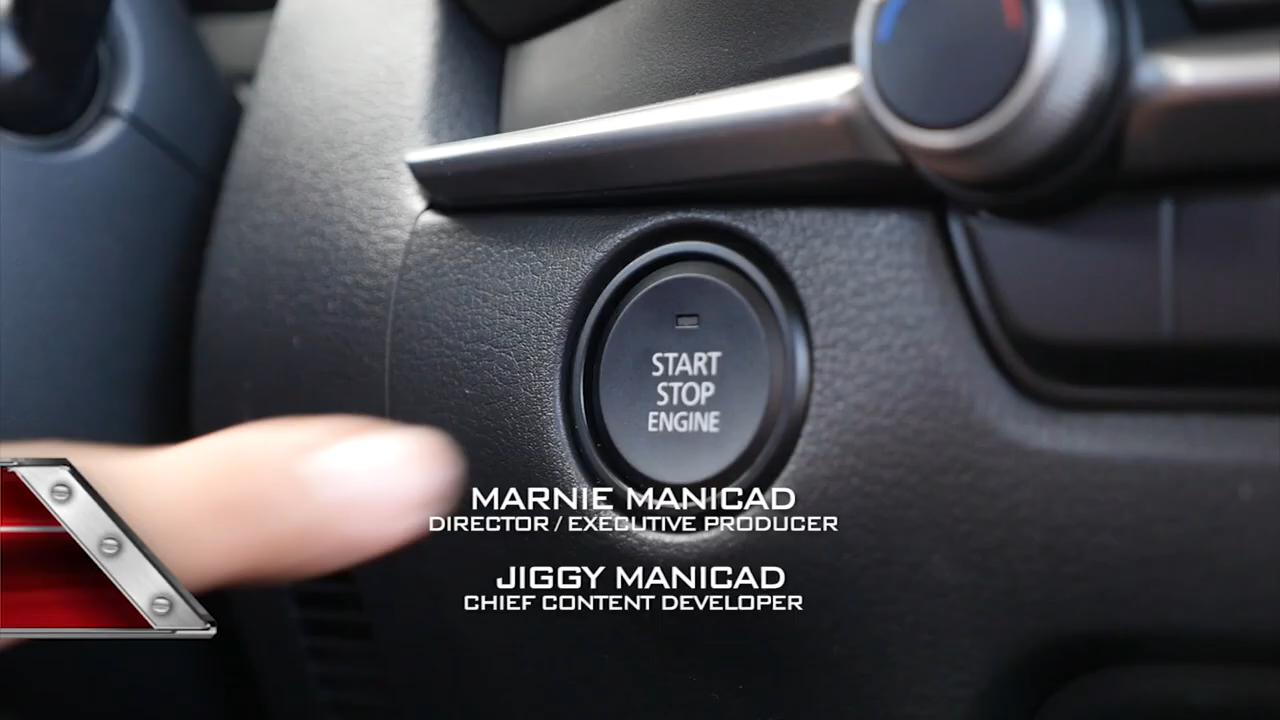 START
STOP
ENGINE
MARNIE MANICAD
DIRECTOR / EXECUTIVE PRODUCER
JIGGY MANICAD
CHIEF CONTENT DEVELOPER